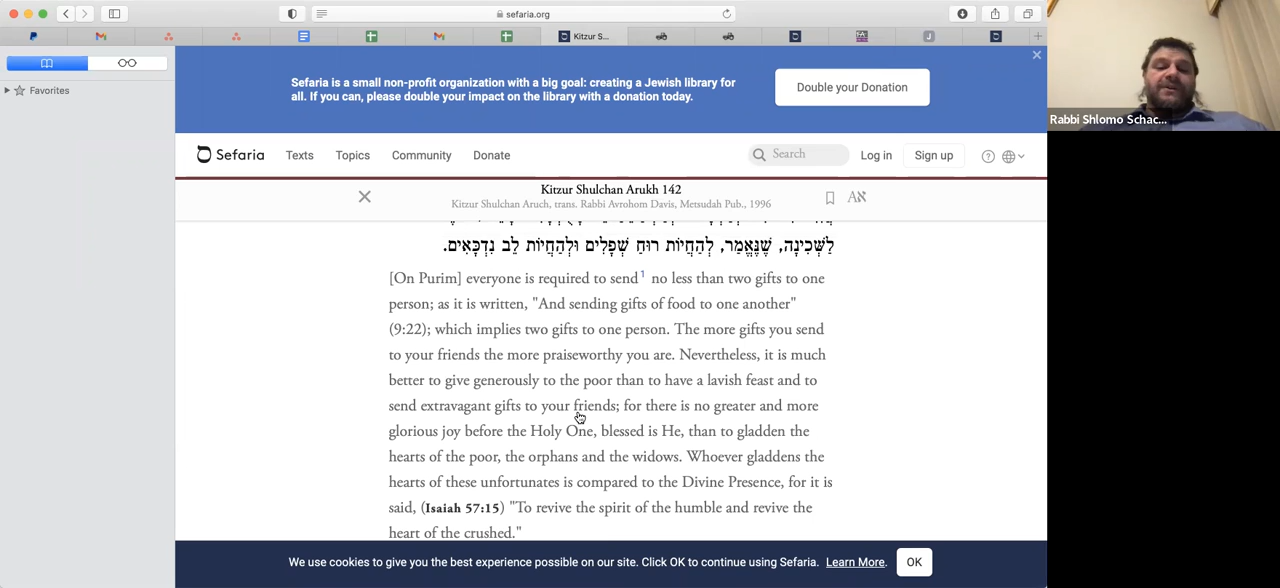 sefaria.org
Kitzur S...
Favorites
Sefaria is a small non-profit organization with a big goal: creating a Jewish library for
all. If you can, please double your impact on the library with a donation today.
Double your Donation
Sefaria
Texts
Topics
Community
Donate
Search
Log in
Sign up
Kitzur Shulchan Arukh 142
Kitzur Shulchan Aruch, trans. Rabbi Avrohom Davis, Metsudah Pub., 1996
לַשְּׁכִינָה, שֶׁנֶּאֱמַר, לְהַחֲיוֹת רוּחַ שְׁפָלִים וּלְהַחֲיוֹת לֵב נִדְכָּאִים.
[On Purim] everyone is required to send1 no less than two gifts to one
person; as it is written, "And sending gifts of food to one another"
(9:22); which implies two gifts to one person. The more gifts you send
to your friends the more praiseworthy you are. Nevertheless, it is much
better to give generously to the poor than to have a lavish feast and to
send extravagant gifts to your friends; for there is no greater and more
glorious joy before the Holy One, blessed is He, than to gladden the
hearts of the poor, the orphans and the widows. Whoever gladdens the
hearts of these unfortunates is compared to the Divine Presence, for it is
said, (Isaiah 57:15) "To revive the spirit of the humble and revive the
heart of the crushed."
We use cookies to give you the best experience possible on our site. Click OK to continue using Sefaria. Learn More.
OK
Rabbi Shlomo Schac...